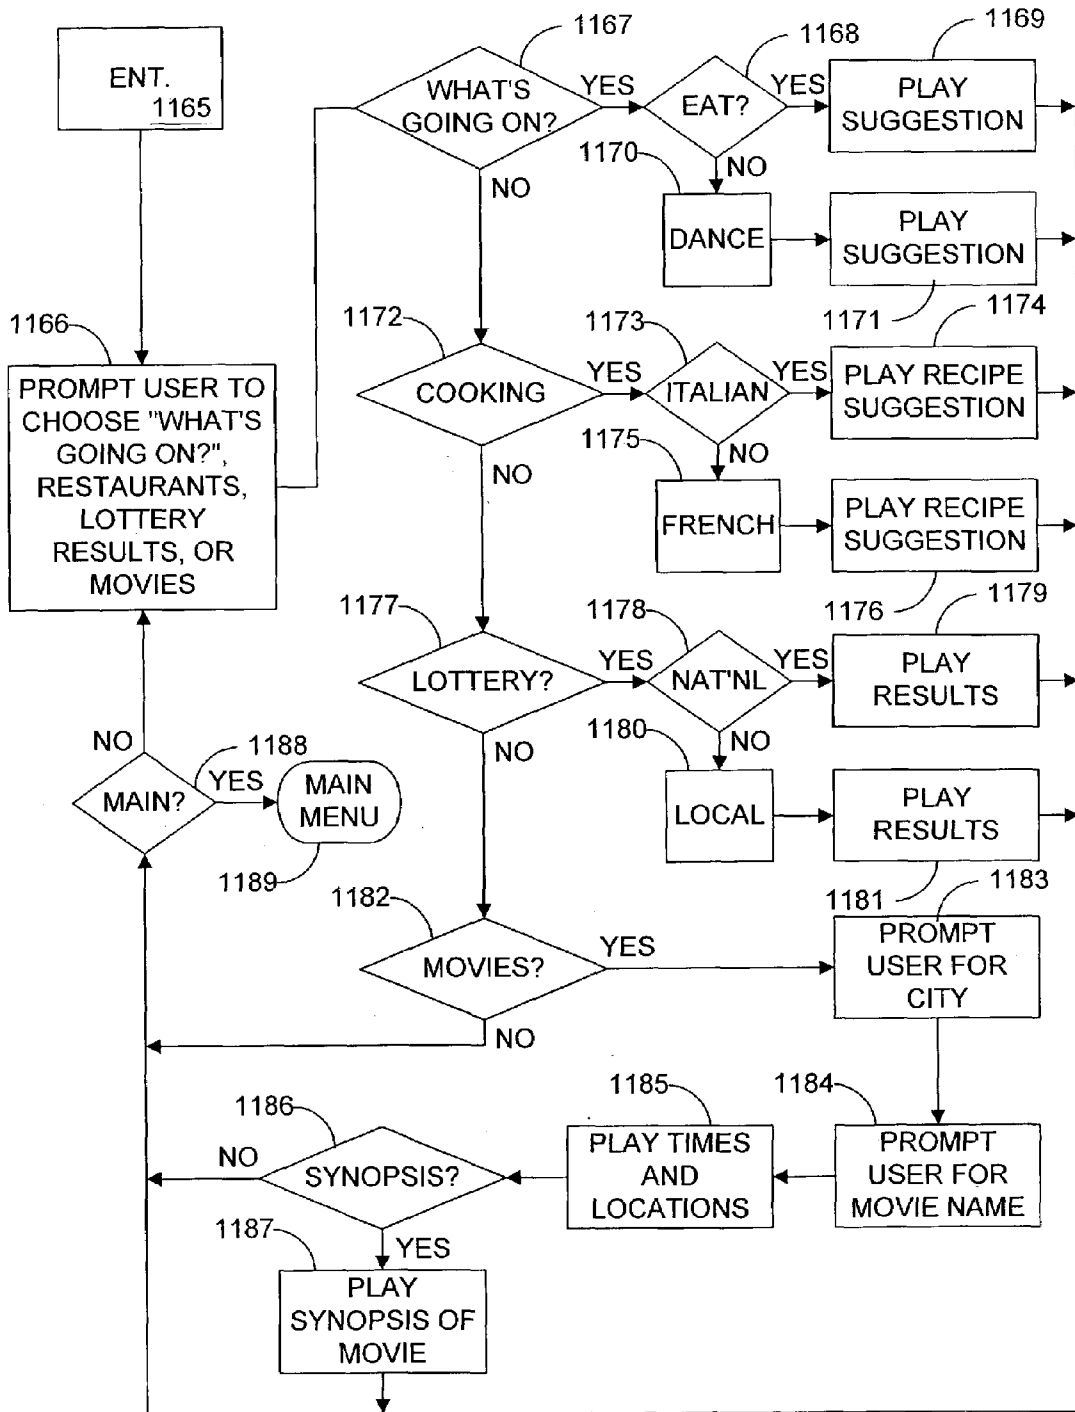 ENT.
1165
1166
PROMPT USER TO
CHOOSE "WHAT'S
GOING ON?",
RESTAURANTS,
LOTTERY
RESULTS, OR
MOVIES
1167
WHAT'S
GOING ON?
YES
NO
1168
EAT?
YES
NO
1169
PLAY
SUGGESTION
1170
DANCE
PLAY
SUGGESTION
1171
1172
COOKING
YES
NO
1173
ITALIAN
YES
NO
1174
PLAY RECIPE
SUGGESTION
1175
FRENCH
PLAY RECIPE
SUGGESTION
1176
1177
LOTTERY?
YES
NO
1178
NAT'NL
YES
NO
1179
PLAY
RESULTS
1180
LOCAL
PLAY
RESULTS
1181
NO
1188
MAIN?
YES
MAIN
MENU
1189
1182
MOVIES?
YES
NO
1183
PROMPT
USER FOR
CITY
1184
PROMPT
USER FOR
MOVIE NAME
1185
PLAY TIMES
AND
LOCATIONS
1186
SYNOPSIS?
NO
YES
1187
PLAY
SYNOPSIS OF
MOVIE